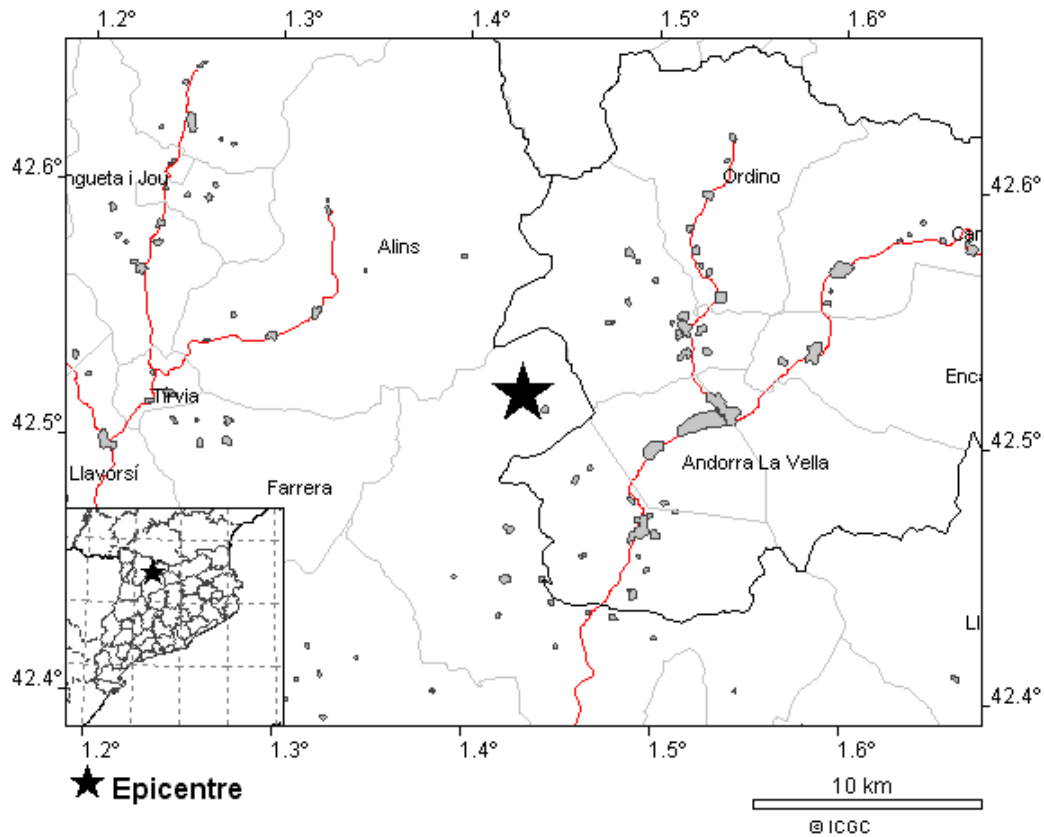 1.2° 1.3° 1.4° 1.5° 1.6°
42.6° 42.6°
ngueta i Jou
Ordino
Alins
Car
Enca
Tírvia
42.5° 42.5°
Llavorsí
Andorra La Vella
Farrera
Ll
42.4° 42.4°
1.2° 1.3° 1.4° 1.5° 1.6°
Epicentre
10 km
© ICGC